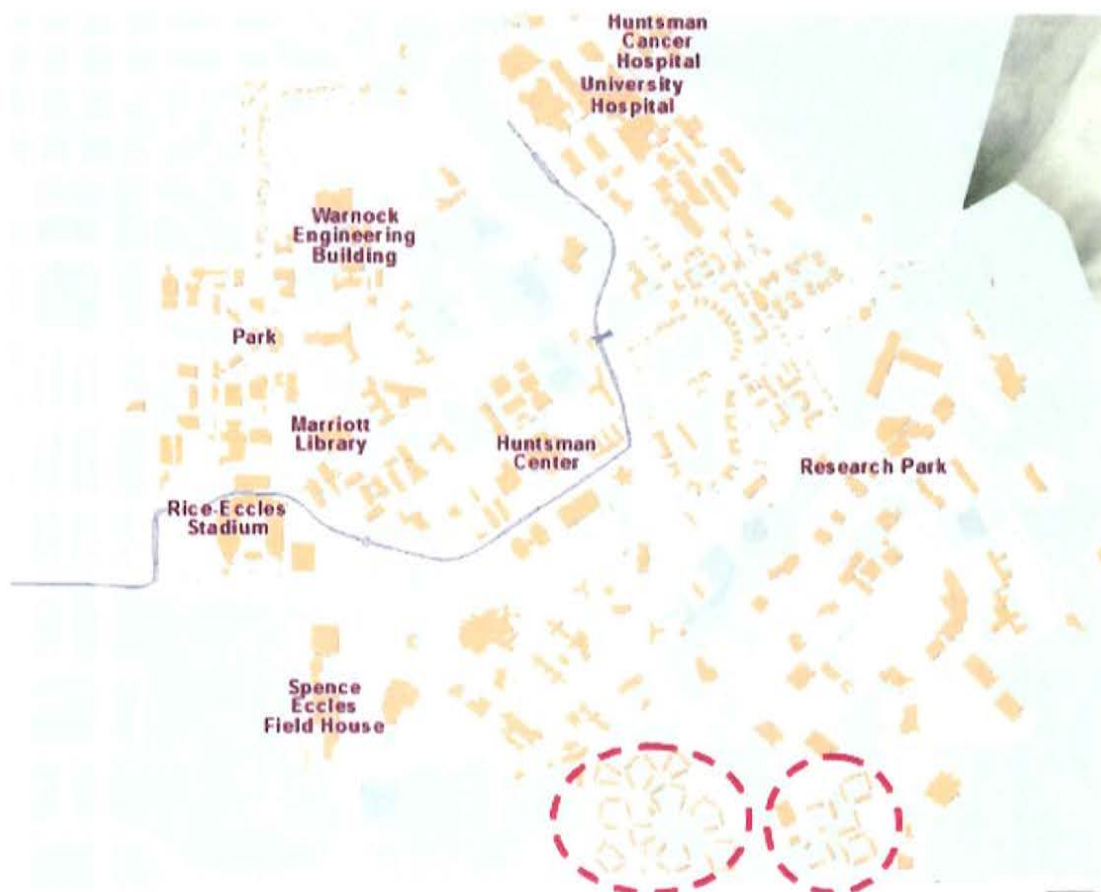 Huntsman
Cancer
Hospital
University
Hospital
Warnock
Engineering
Building
Park
Marriott
Library
Huntsman
Center
Research Park
Rice-Eccles
Stadium
Spence
Eccles
Field House